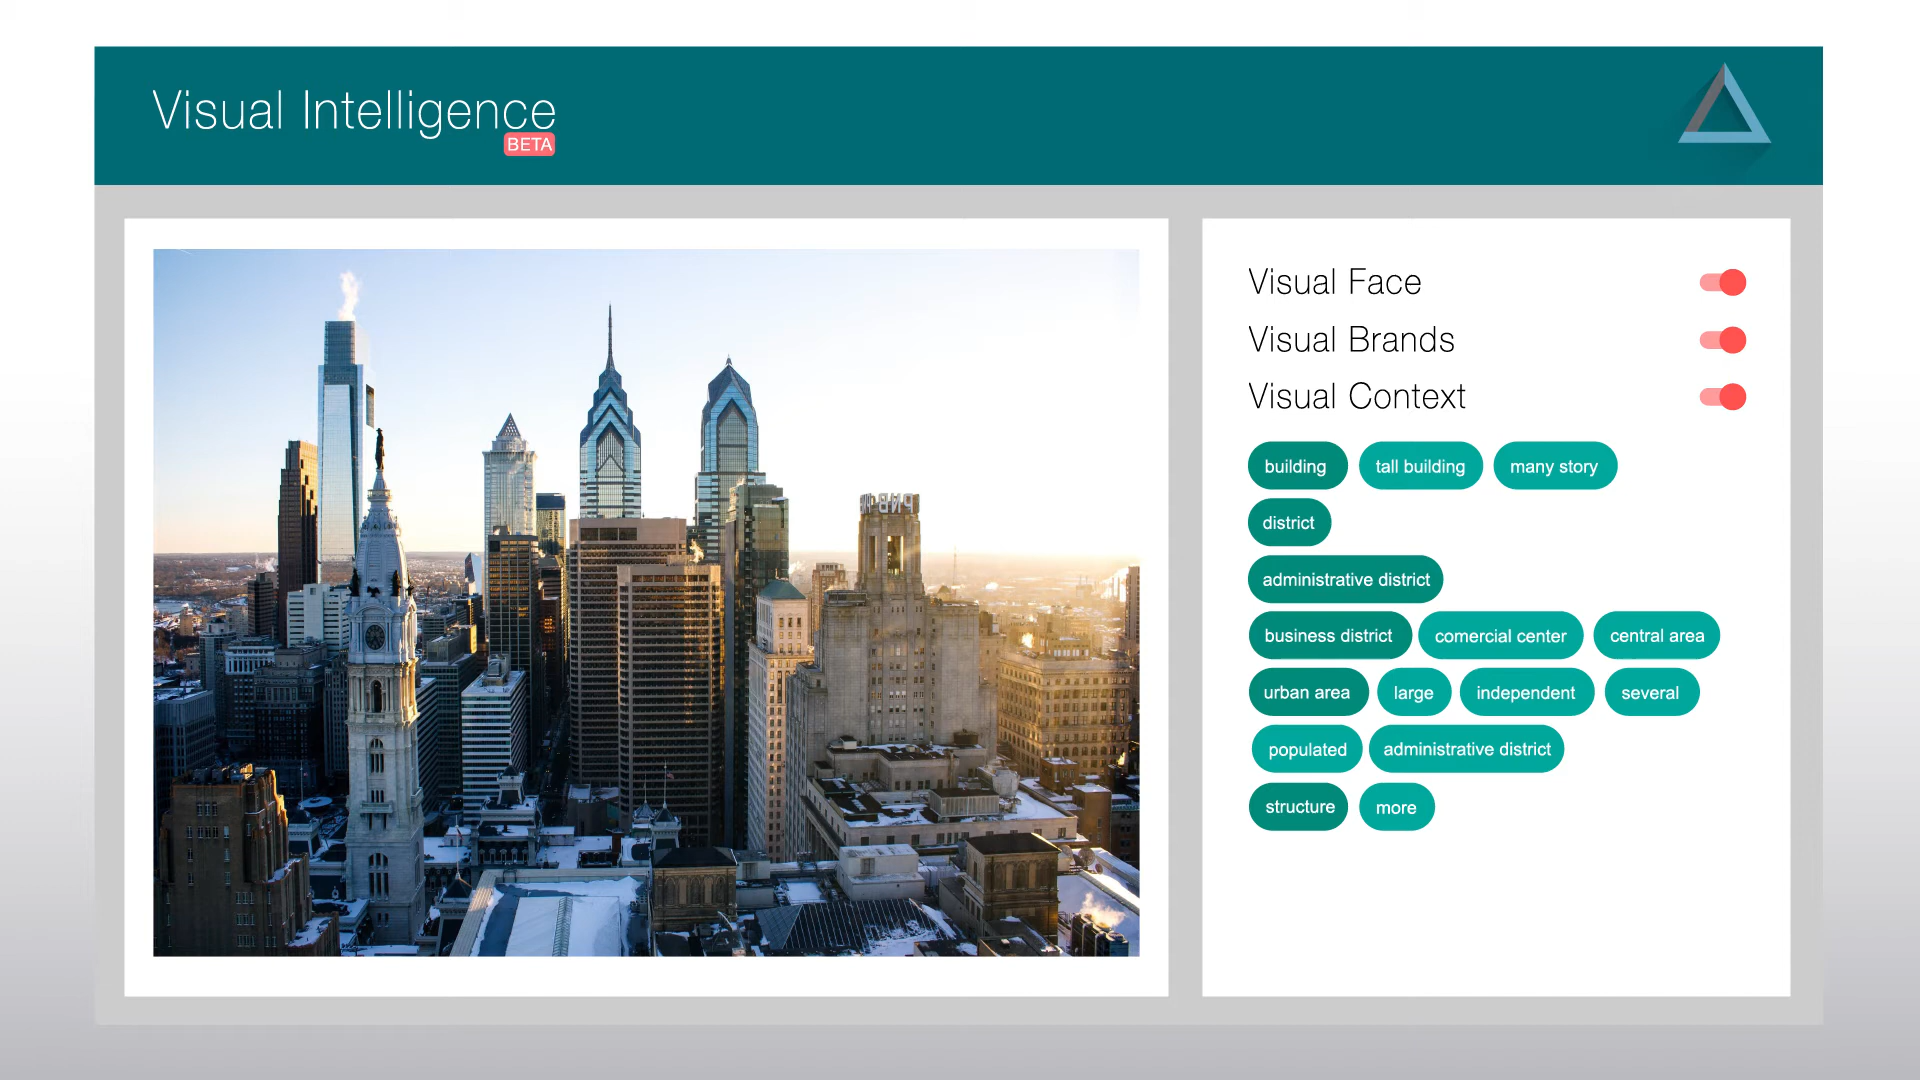 Visual Intelligence
BETA
Visual Face
Visual Brands
Visual Context
building tall building many story
district
administrative district
business district comercial center central area
urban area large independent several
populated administrative district
structure more